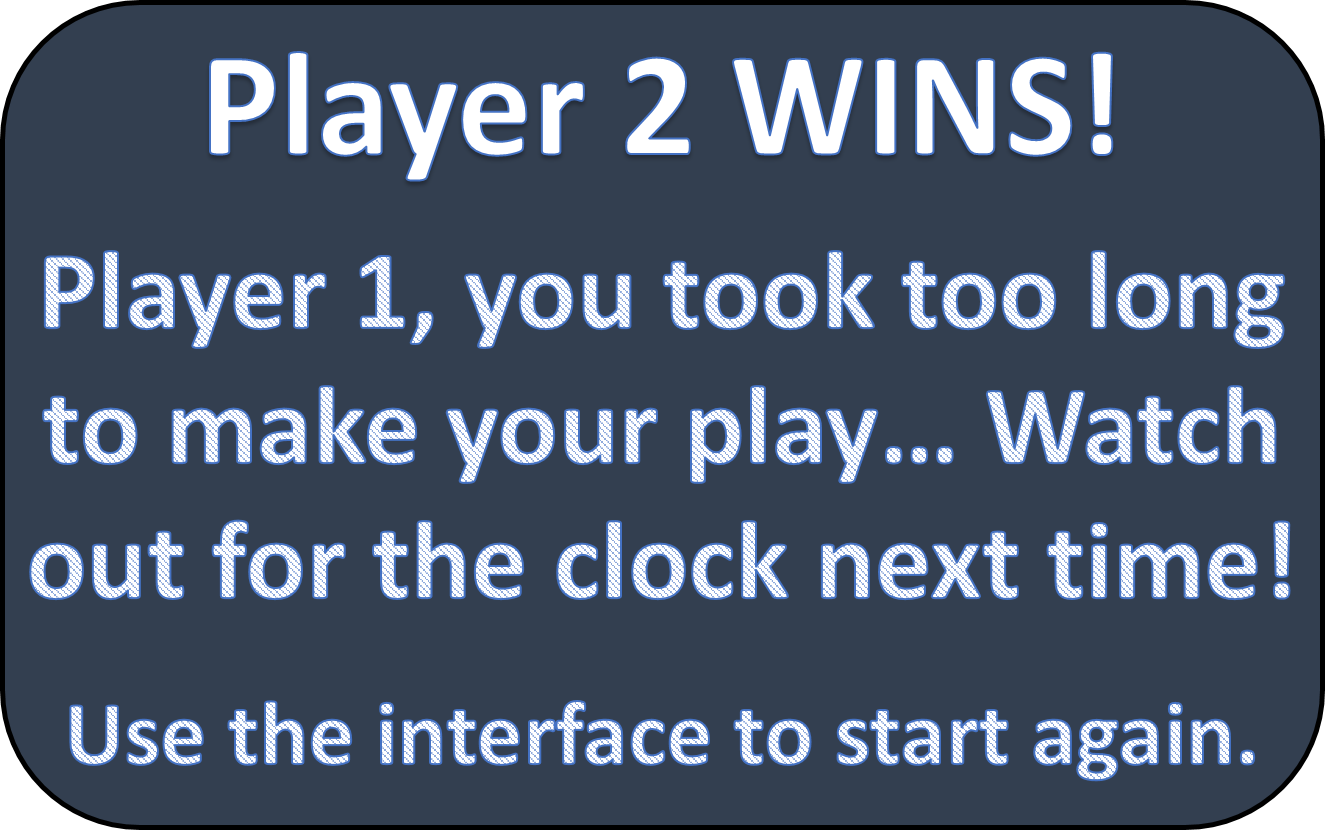 Player 2 WINS!
Player 1, you took too long
to make your play... Watch
out for the clock next time!
Use the interface to start again.